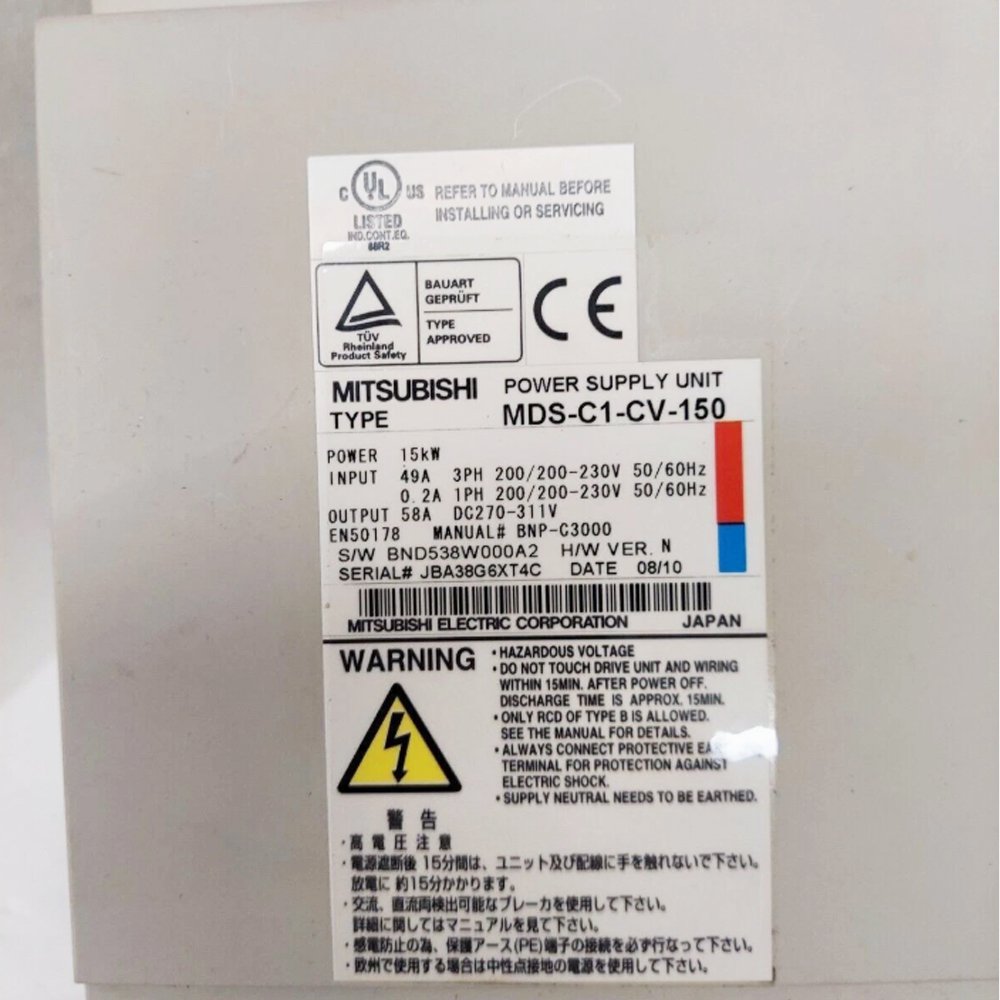 C UL US
LISTED
IND.CONT.EQ.
88R2
REFER TO MANUAL BEFORE
INSTALLING OR SERVICING
TÜV
Rheinland
Product Safety
BAUART
GEPRÜFT
TYPE
APPROVED
CE
MITSUBISHI POWER SUPPLY UNIT
TYPE MDS-C1-CV-150
POWER 15kW
INPUT 49A 3PH 200/200-230V 50/60Hz
0.2A 1PH 200/200-230V 50/60Hz
OUTPUT 58A DC270-311V
EN50178 MANUAL# BNP-C3000
S/W BND538W000A2 H/W VER. N
SERIAL# JBA38G6XT4C DATE 08/10
MITSUBISHI ELECTRIC CORPORATION JAPAN
WARNING
・HAZARDOUS VOLTAGE
・DO NOT TOUCH DRIVE UNIT AND WIRING
WITHIN 15MIN. AFTER POWER OFF.
DISCHARGE TIME IS APPROX. 15MIN.
・ONLY RCD OF TYPE B IS ALLOWED.
SEE THE MANUAL FOR DETAILS.
・ALWAYS CONNECT PROTECTIVE
TERMINAL FOR PROTECTION AGAINST
ELECTRIC SHOCK.
・SUPPLY NEUTRAL NEEDS TO BE EARTHED.
警告
・高電圧注意
・電源遮断後15分間は、ユニット及び配線に手を触れないで下さい。
放電に約15分かかります。
・交流、直流両検出可能なブレーカを使用して下さい。
詳細に関してはマニュアルを見て下さい。
・感電防止の為、保護アース(PE)端子の接続を必ず行なって下さい。
・欧州で使用する場合は中性点接地の電源を使用して下さい。